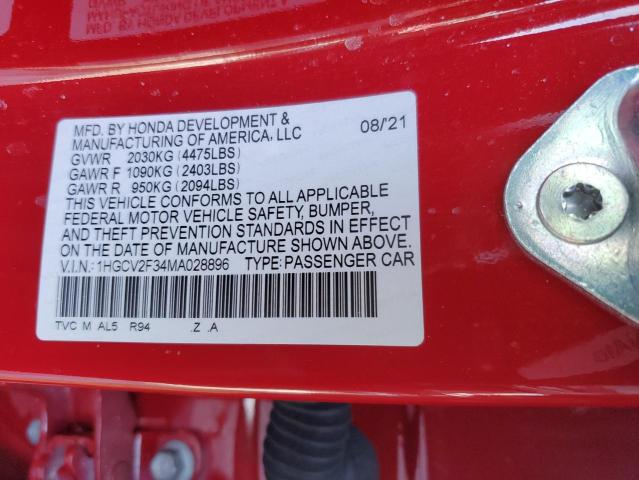 MFD. BY HONDA DEVELOPMENT & 08/'21
MANUFACTURING OF AMERICA, LLC
GVWR 2030KG (4475LBS)
GAWR F 1090KG (2403LBS)
GAWR R 950KG (2094LBS)
THIS VEHICLE CONFORMS TO ALL APPLICABLE
FEDERAL MOTOR VEHICLE SAFETY, BUMPER,
AND THEFT PREVENTION STANDARDS IN EFFECT
ON THE DATE OF MANUFACTURE SHOWN ABOVE.
V.I.N.: 1HGCV2F34MA028896 TYPE: PASSENGER CAR
TVC M AL5 R94 .Z .A